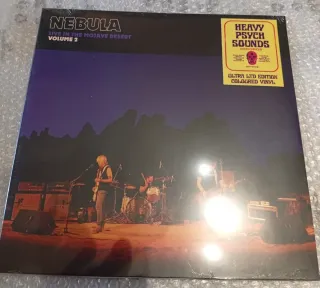 NEBULA
LIVE IN THE MOJAVE DESERT
VOLUME 2
HEAVY
PSYCH
SOUNDS
ULTRA LTD EDITION
COLOURED VINYL